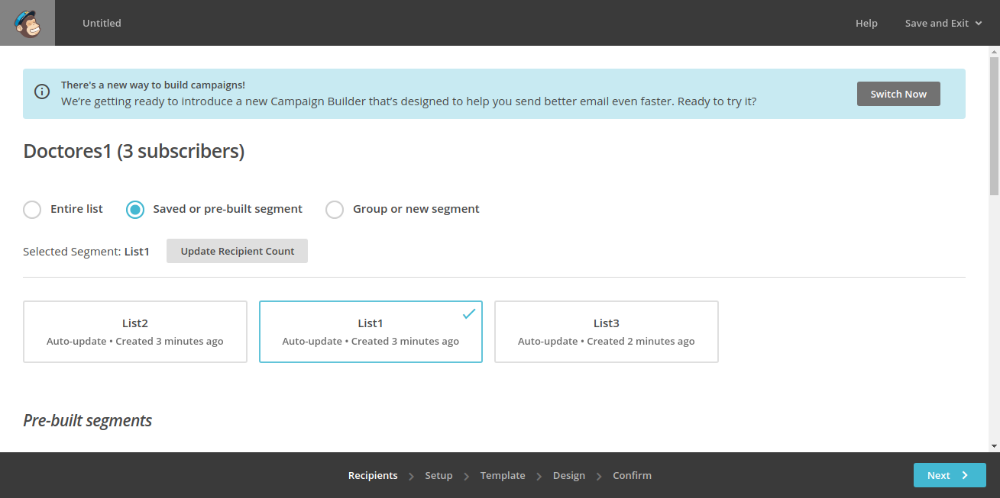 Untitled
Help
Save and Exit
There's a new way to build campaigns!
We’re getting ready to introduce a new Campaign Builder that’s designed to help you send better email even faster. Ready to try it?
Switch Now
Doctores1 (3 subscribers)
Entire list
Saved or pre-built segment
Group or new segment
Selected Segment: List1
Update Recipient Count
List2
Auto-update • Created 3 minutes ago
List1
Auto-update • Created 3 minutes ago
List3
Auto-update • Created 2 minutes ago
Pre-built segments
Recipients
Setup
Template
Design
Confirm
Next